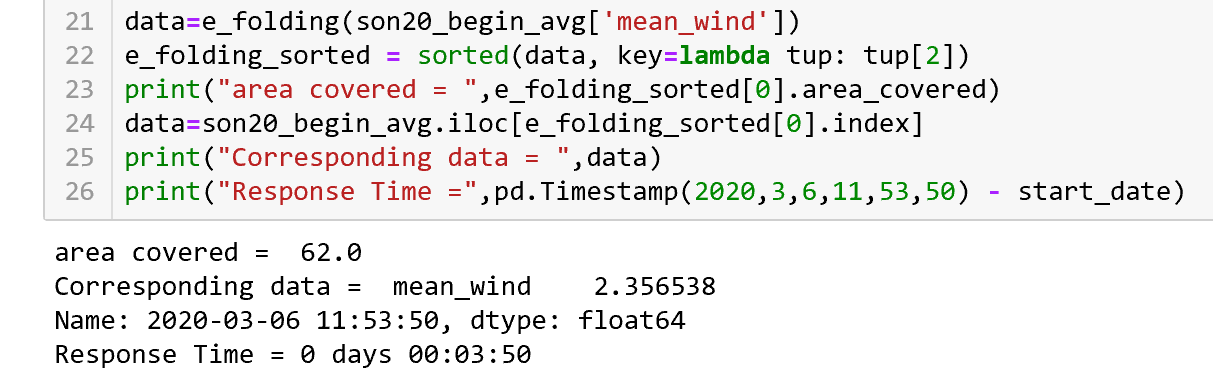 21 data=e_folding(son20_begin_avg['mean_wind'])
22 e_folding_sorted = sorted(data, key=lambda tup: tup[2])
23 print("area covered = ",e_folding_sorted[0].area_covered)
24 data=son20_begin_avg.iloc[e_folding_sorted[0].index]
25 print("Corresponding data = ",data)
26 print("Response Time =",pd.Timestamp(2020,3,6,11,53,50) - start_date)
area covered =  62.0
Corresponding data =  mean_wind    2.356538
Name: 2020-03-06 11:53:50, dtype: float64
Response Time = 0 days 00:03:50